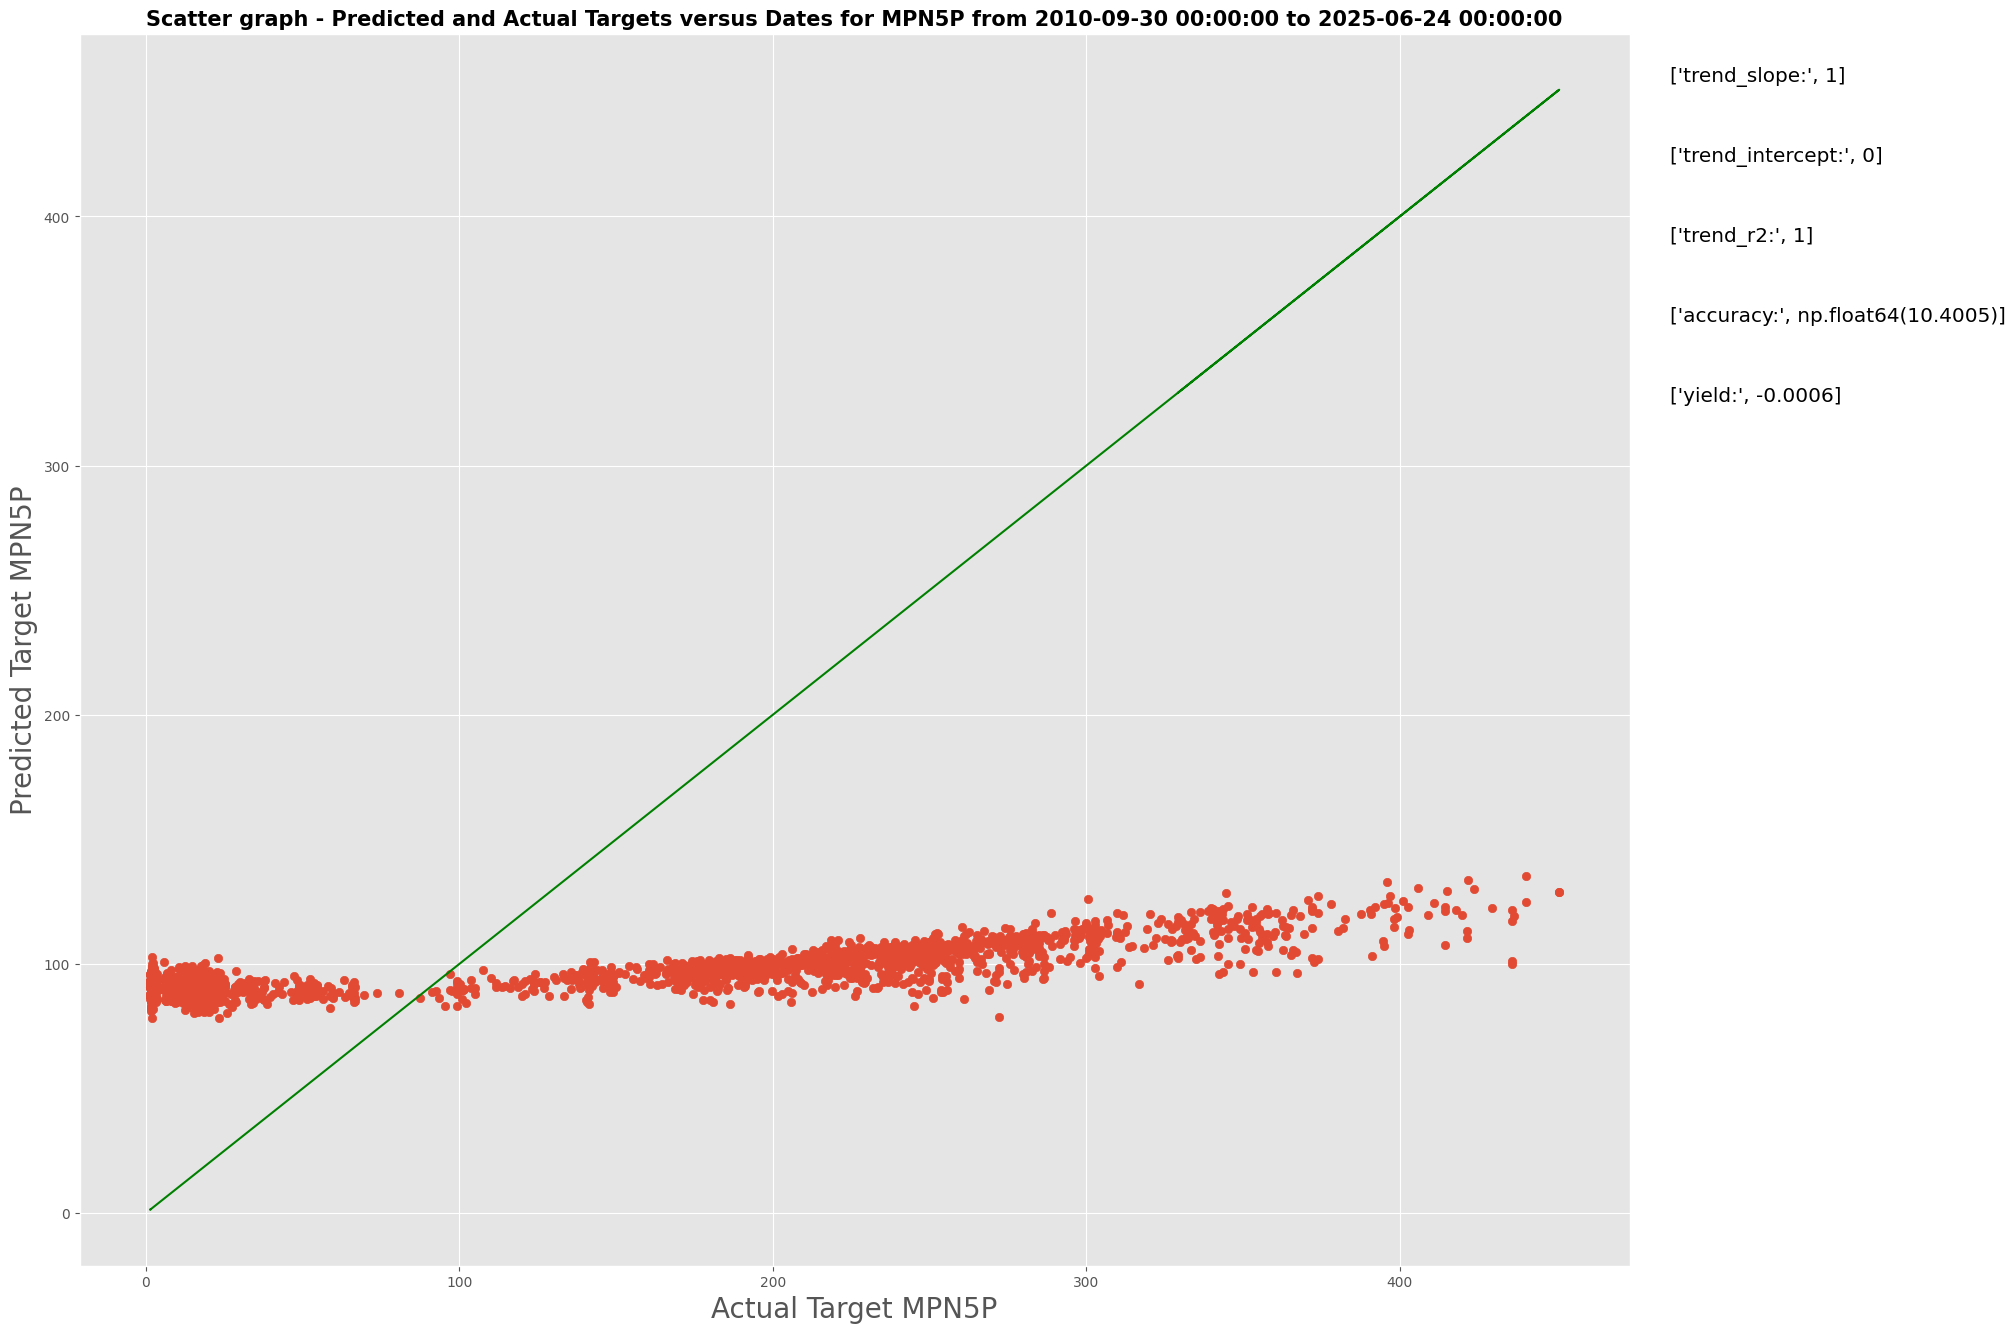 Scatter graph - Predicted and Actual Targets versus Dates for MPN5P from 2010-09-30 00:00:00 to 2025-06-24 00:00:00
['trend_slope:', 1]
['trend_intercept:', 0]
['trend_r2:', 1]
['accuracy:', np.float64(10.4005)]
['yield:', -0.0006]
Predicted Target MPN5P
400
300
200
100
0
0 100 200 300 400
Actual Target MPN5P